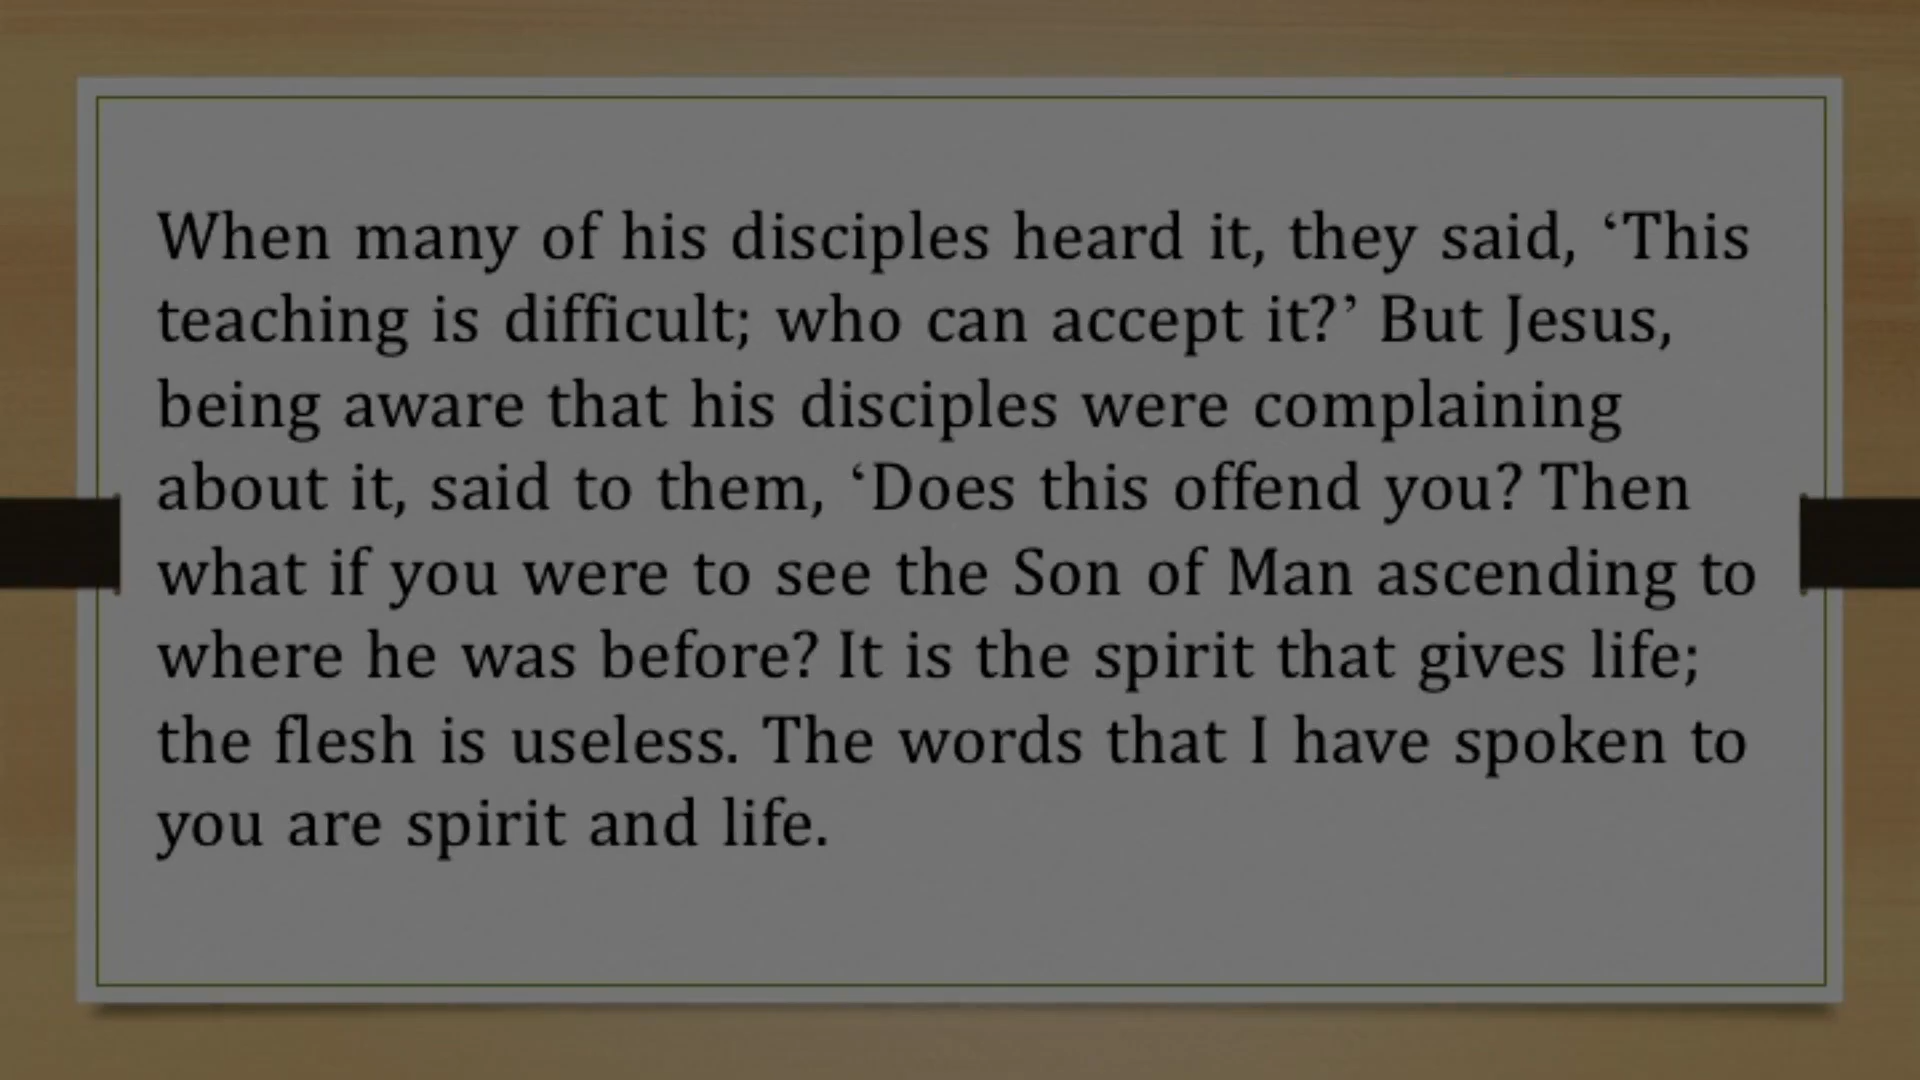 When many of his disciples heard it, they said, ‘This
teaching is difficult; who can accept it?’ But Jesus,
being aware that his disciples were complaining
about it, said to them, ‘Does this offend you? Then
what if you were to see the Son of Man ascending to
where he was before? It is the spirit that gives life;
the flesh is useless. The words that I have spoken to
you are spirit and life.